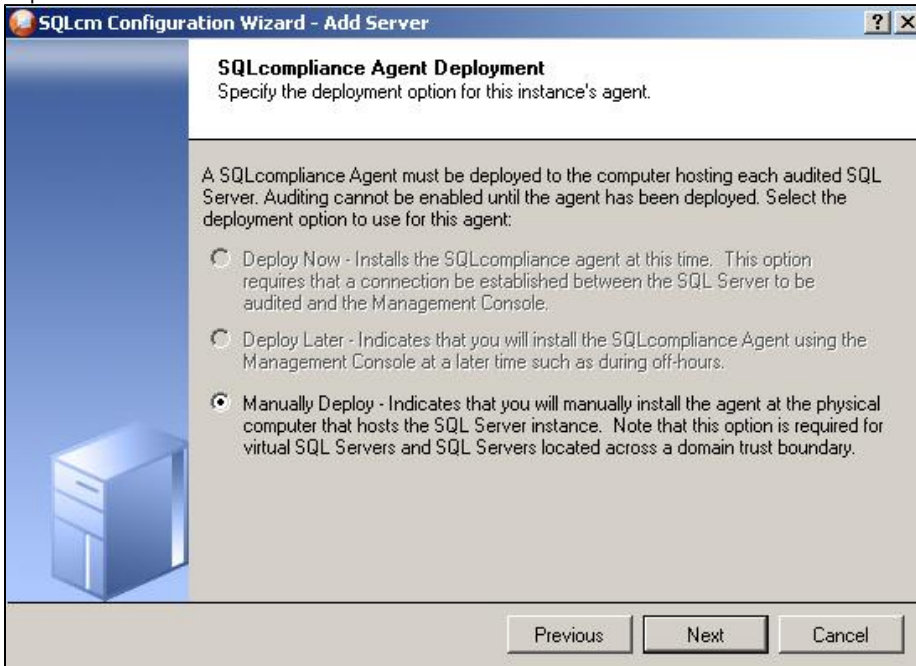 SQLcm Configuration Wizard - Add Server
SQLcompliance Agent Deployment
Specify the deployment option for this instance's agent.
A SQLcompliance Agent must be deployed to the computer hosting each audited SQL
Server. Auditing cannot be enabled until the agent has been deployed. Select the
deployment option to use for this agent:
Deploy Now - Installs the SQLcompliance agent at this time. This option
requires that a connection be established between the SQL Server to be
audited and the Management Console.
Deploy Later - Indicates that you will install the SQLcompliance Agent using the
Management Console at a later time such as during off-hours.
Manually Deploy - Indicates that you will manually install the agent at the physical
computer that hosts the SQL Server instance. Note that this option is required for
virtual SQL Servers and SQL Servers located across a domain trust boundary.
Previous Next Cancel